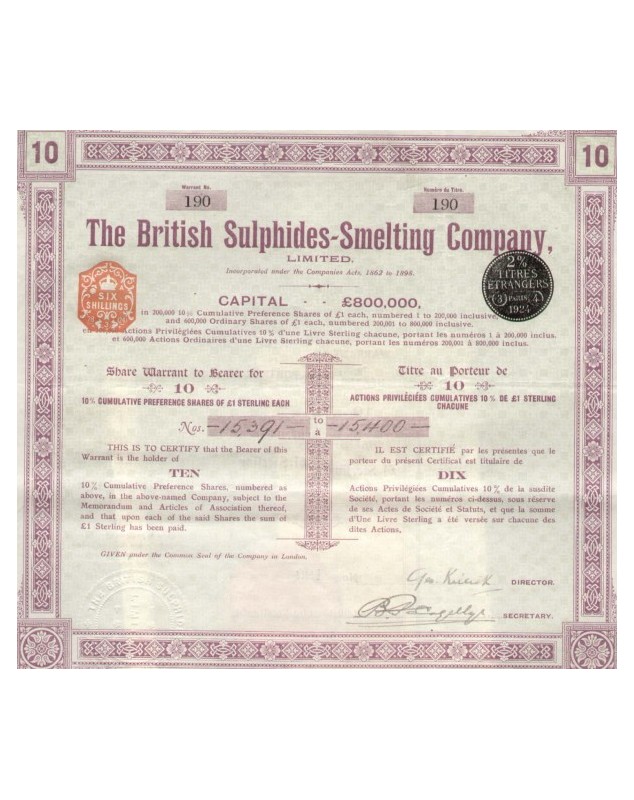 10 10
Warrant No. Numéro du Titre.
190 190
The British Sulphides-Smelting Company,
LIMITED.
Incorporated under the Companies Acts, 1862 to 1898.
SIX
SHILLINGS
2%
TITRES
ETRANGERS
3 PARIS 4
1924
CAPITAL - - £800,000,
in 200,000 10% Cumulative Preference Shares of £1 each, numbered 1 to 200,000 inclusive,
and 600,000 Ordinary Shares of £1 each, numbered 200,001 to 800,000 inclusive.
Actions Privilégiées Cumulatives 10% d'une Livre Sterling chacune, portant les numéros 1 à 200,000 inclus.
et 600,000 Actions Ordinaires d'une Livre Sterling chacune, portant les numéros 200,001 à 800,000 inclus.
Share Warrant to Bearer for
10
10% CUMULATIVE PREFERENCE SHARES OF £1 STERLING EACH
Titre au Porteur de
10
ACTIONS PRIVILÉGIÉES CUMULATIVES 10% DE £1 STERLING
CHACUNE
Nos. 15391 to 15400
à
THIS IS TO CERTIFY that the Bearer of this
Warrant is the holder of
TEN
10% Cumulative Preference Shares, numbered as
above, in the above-named Company, subject to the
Memorandum and Articles of Association thereof,
and that upon each of the said Shares the sum of
£1 Sterling has been paid.
IL EST CERTIFIÉ par les présentes que le
porteur du présent Certificat est titulaire de
DIX
Actions Privilégiées Cumulatives 10% de la susdite
Société, portant les numéros ci-dessus, sous réserve
de ses Actes de Société et Statuts, et que la somme
d'Une Livre Sterling a été versée sur chacune des
dites Actions,
GIVEN under the Common Seal of the Company in London.
DIRECTOR.
SECRETARY.